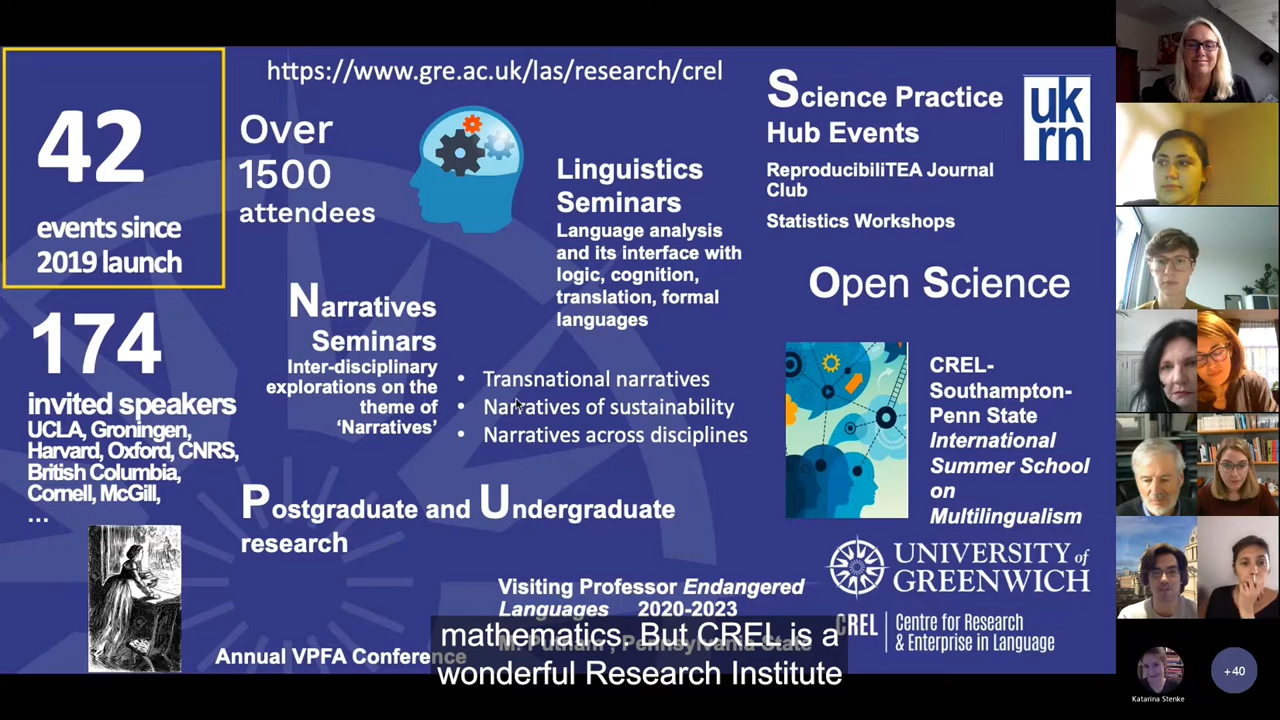 https://www.gre.ac.uk/las/research/crel
42
events since
2019 launch
174
invited speakers
UCLA, Groningen,
Harvard, Oxford, CNRS,
British Columbia,
Cornell, McGill,
...
Over
1500
attendees
Narratives
Seminars
Inter-disciplinary
explorations on the
theme of
‘Narratives’
• Transnational narratives
• Narratives of sustainability
• Narratives across disciplines
Linguistics
Seminars
Language analysis
and its interface with
logic, cognition,
translation, formal
languages
Science Practice
Hub Events
ReproducibiliTEA Journal
Club
Statistics Workshops
uk
rn
Open Science
CREL-
Southampton-
Penn State
International
Summer School
on
Multilingualism
Postgraduate and Undergraduate
research
Visiting Professor Endangered
Languages 2020-2023
M. Putnam, Pennsylvania State
Annual VPFA Conference
UNIVERSITY of
GREENWICH
CREL
Centre for Research
& Enterprise in Language
mathematics. But CREL is a
wonderful Research Institute
Katarina Stenke
+40